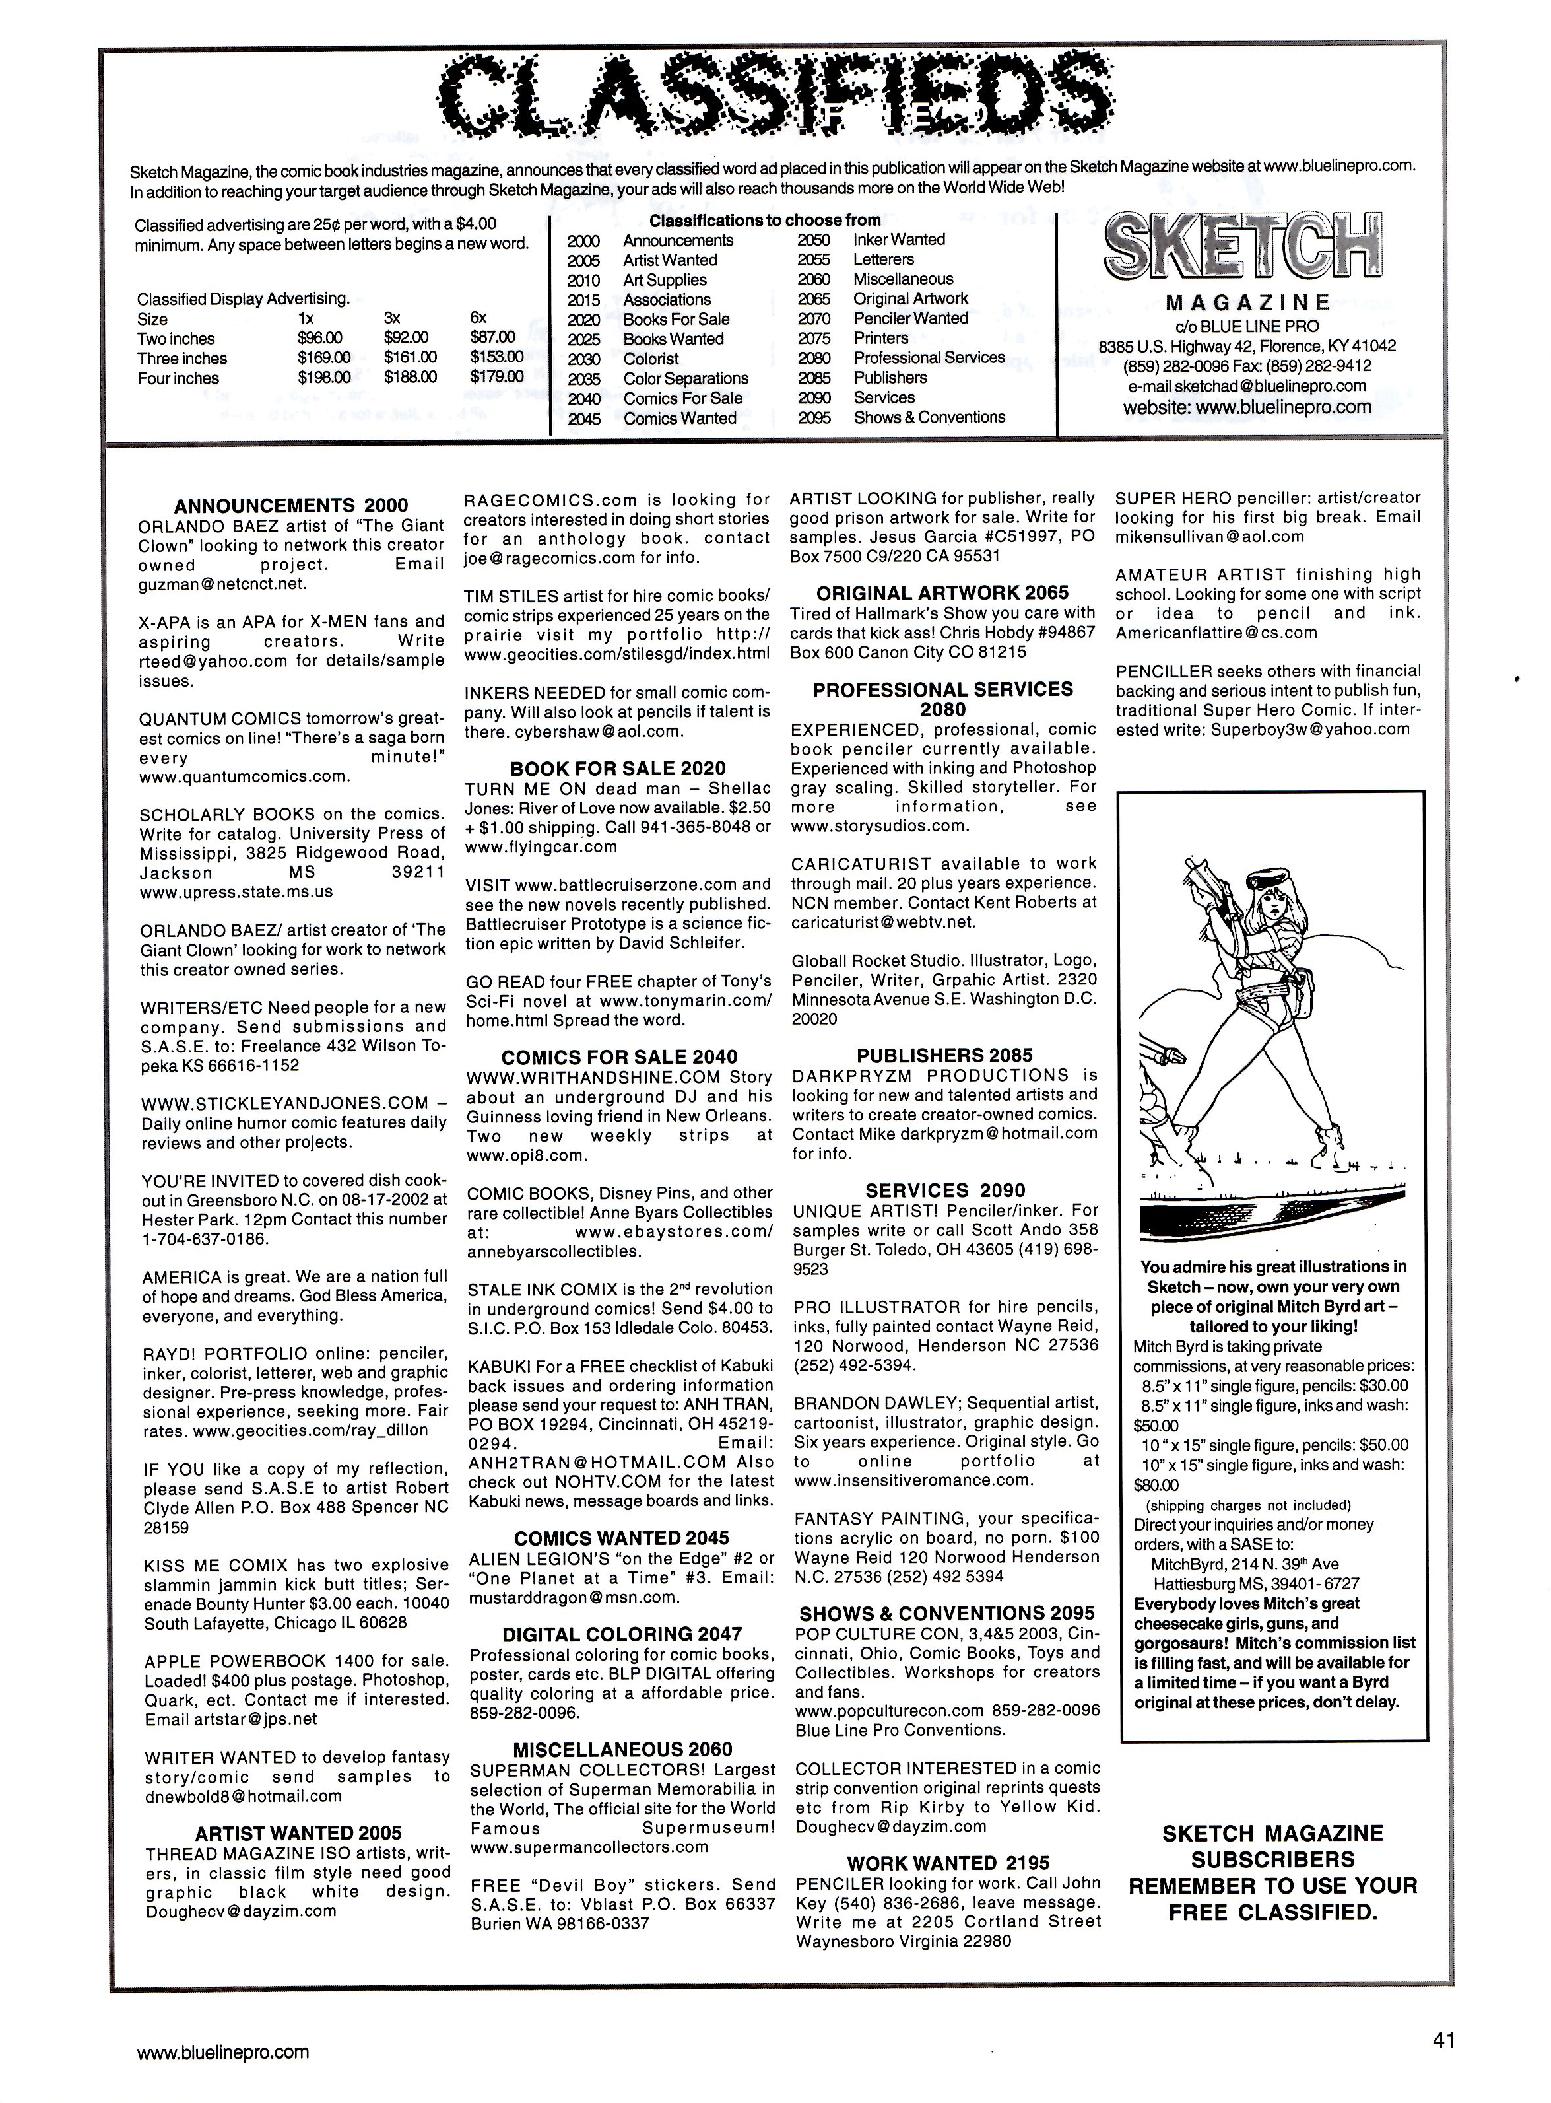 CLASSIFIEDS
Sketch Magazine, the comic book industries magazine, announces that every classified word ad placed in this publication will appear on the Sketch Magazine website at www.bluelinepro.com.
In addition to reaching your target audience through Sketch Magazine, your ads will also reach thousands more on the World Wide Web!
Classified advertising are 25¢ per word, with a $4.00
minimum. Any space between letters begins a new word.
Classified Display Advertising.
Size 1x 3x 6x
Two inches $96.00 $92.00 $87.00
Three inches $169.00 $161.00 $153.00
Four inches $198.00 $188.00 $179.00
Classifications to choose from
2000 Announcements 2050 Inker Wanted
2005 Artist Wanted 2055 Letterers
2010 Art Supplies 2060 Miscellaneous
2015 Associations 2065 Original Artwork
2020 Books For Sale 2070 Penciler Wanted
2025 Books Wanted 2075 Printers
2030 Colorist 2080 Professional Services
2035 Color Separations 2085 Publishers
2040 Comics For Sale 2090 Services
2045 Comics Wanted 2095 Shows & Conventions
SKETCH
MAGAZINE
c/o BLUE LINE PRO
8385 U.S. Highway 42, Florence, KY 41042
(859) 282-0096 Fax: (859) 282-9412
e-mail sketchad@bluelinepro.com
website: www.bluelinepro.com
ANNOUNCEMENTS 2000
ORLANDO BAEZ artist of "The Giant
Clown" looking to network this creator
owned project. Email
guzman@netcnct.net.
X-APA is an APA for X-MEN fans and
aspiring creators. Write
rteed@yahoo.com for details/sample
issues.
QUANTUM COMICS tomorrow's great-
est comics on line! "There's a saga born
every minute!"
www.quantumcomics.com.
SCHOLARLY BOOKS on the comics.
Write for catalog. University Press of
Mississippi, 3825 Ridgewood Road,
Jackson MS 39211
www.upress.state.ms.us
ORLANDO BAEZ/ artist creator of 'The
Giant Clown' looking for work to network
this creator owned series.
WRITERS/ETC Need people for a new
company. Send submissions and
S.A.S.E. to: Freelance 432 Wilson To-
peka KS 66616-1152
WWW.STICKLEYANDJONES.COM –
Daily online humor comic features daily
reviews and other projects.
YOU'RE INVITED to covered dish cook-
out in Greensboro N.C. on 08-17-2002 at
Hester Park. 12pm Contact this number
1-704-637-0186.
AMERICA is great. We are a nation full
of hope and dreams. God Bless America,
everyone, and everything.
RAYD! PORTFOLIO online: penciler,
inker, colorist, letterer, web and graphic
designer. Pre-press knowledge, profes-
sional experience, seeking more. Fair
rates. www.geocities.com/ray_dillon
IF YOU like a copy of my reflection,
please send S.A.S.E to artist Robert
Clyde Allen P.O. Box 488 Spencer NC
28159
KISS ME COMIX has two explosive
slammin jammin kick butt titles; Ser-
enade Bounty Hunter $3.00 each. 10040
South Lafayette, Chicago IL 60628
APPLE POWERBOOK 1400 for sale.
Loaded! $400 plus postage. Photoshop,
Quark, ect. Contact me if interested.
Email artstar@jps.net
WRITER WANTED to develop fantasy
story/comic send samples to
dnewbold8@hotmail.com
ARTIST WANTED 2005
THREAD MAGAZINE ISO artists, writ-
ers, in classic film style need good
graphic black white design.
Doughecv@dayzim.com
RAGECOMICS.com is looking for
creators interested in doing short stories
for an anthology book. contact
joe@ragecomics.com for info.
TIM STILES artist for hire comic books/
comic strips experienced 25 years on the
prairie visit my portfolio http://
www.geocities.com/stilesgd/index.html
INKERS NEEDED for small comic com-
pany. Will also look at pencils if talent is
there. cybershaw@aol.com.
BOOK FOR SALE 2020
TURN ME ON dead man – Shellac
Jones: River of Love now available. $2.50
+ $1.00 shipping. Call 941-365-8048 or
www.flyingcar.com
VISIT www.battlecruiserzone.com and
see the new novels recently published.
Battlecruiser Prototype is a science fic-
tion epic written by David Schleifer.
GO READ four FREE chapter of Tony's
Sci-Fi novel at www.tonymarin.com/
home.html Spread the word.
COMICS FOR SALE 2040
WWW.WRITHANDSHINE.COM Story
about an underground DJ and his
Guinness loving friend in New Orleans.
Two new weekly strips at
www.opi8.com.
COMIC BOOKS, Disney Pins, and other
rare collectible! Anne Byars Collectibles
at: www.ebaystores.com/
annebyarscollectibles.
STALE INK COMIX is the 2nd revolution
in underground comics! Send $4.00 to
S.I.C. P.O. Box 153 Idledale Colo. 80453.
KABUKI For a FREE checklist of Kabuki
back issues and ordering information
please send your request to: ANH TRAN,
PO BOX 19294, Cincinnati, OH 45219-
0294. Email:
ANH2TRAN@HOTMAIL.COM Also
check out NOHTV.COM for the latest
Kabuki news, message boards and links.
COMICS WANTED 2045
ALIEN LEGION'S "on the Edge" #2 or
"One Planet at a Time" #3. Email:
mustarddragon@msn.com.
DIGITAL COLORING 2047
Professional coloring for comic books,
poster, cards etc. BLP DIGITAL offering
quality coloring at a affordable price.
859-282-0096.
MISCELLANEOUS 2060
SUPERMAN COLLECTORS! Largest
selection of Superman Memorabilia in
the World, The official site for the World
Famous Supermuseum!
www.supermancollectors.com
FREE "Devil Boy" stickers. Send
S.A.S.E. to: Vblast P.O. Box 66337
Burien WA 98166-0337
ARTIST LOOKING for publisher, really
good prison artwork for sale. Write for
samples. Jesus Garcia #C51997, PO
Box 7500 C9/220 CA 95531
ORIGINAL ARTWORK 2065
Tired of Hallmark's Show you care with
cards that kick ass! Chris Hobdy #94867
Box 600 Canon City CO 81215
PROFESSIONAL SERVICES
2080
EXPERIENCED, professional, comic
book penciler currently available.
Experienced with inking and Photoshop
gray scaling. Skilled storyteller. For
more information, see
www.storysudios.com.
CARICATURIST available to work
through mail. 20 plus years experience.
NCN member. Contact Kent Roberts at
caricaturist@webtv.net.
Globall Rocket Studio. Illustrator, Logo,
Penciler, Writer, Grpahic Artist. 2320
Minnesota Avenue S.E. Washington D.C.
20020
PUBLISHERS 2085
DARKPRYZM PRODUCTIONS is
looking for new and talented artists and
writers to create creator-owned comics.
Contact Mike darkpryzm@hotmail.com
for info.
SERVICES 2090
UNIQUE ARTIST! Penciler/inker. For
samples write or call Scott Ando 358
Burger St. Toledo, OH 43605 (419) 698-
9523
PRO ILLUSTRATOR for hire pencils,
inks, fully painted contact Wayne Reid,
120 Norwood, Henderson NC 27536
(252) 492-5394.
BRANDON DAWLEY; Sequential artist,
cartoonist, illustrator, graphic design.
Six years experience. Original style. Go
to online portfolio at
www.insensitiveromance.com.
FANTASY PAINTING, your specifica-
tions acrylic on board, no porn. $100
Wayne Reid 120 Norwood Henderson
N.C. 27536 (252) 492 5394
SHOWS & CONVENTIONS 2095
POP CULTURE CON, 3,4&5 2003, Cin-
cinnati, Ohio, Comic Books, Toys and
Collectibles. Workshops for creators
and fans.
www.popculturecon.com 859-282-0096
Blue Line Pro Conventions.
COLLECTOR INTERESTED in a comic
strip convention original reprints quests
etc from Rip Kirby to Yellow Kid.
Doughecv@dayzim.com
WORK WANTED 2195
PENCILER looking for work. Call John
Key (540) 836-2686, leave message.
Write me at 2205 Cortland Street
Waynesboro Virginia 22980
SUPER HERO penciller: artist/creator
looking for his first big break. Email
mikensullivan@aol.com
AMATEUR ARTIST finishing high
school. Looking for some one with script
or idea to pencil and ink.
Americanflattire@cs.com
PENCILLER seeks others with financial
backing and serious intent to publish fun,
traditional Super Hero Comic. If inter-
ested write: Superboy3w@yahoo.com
You admire his great illustrations in
Sketch – now, own your very own
piece of original Mitch Byrd art –
tailored to your liking!
Mitch Byrd is taking private
commissions, at very reasonable prices:
8.5" x 11" single figure, pencils: $30.00
8.5" x 11" single figure, inks and wash:
$50.00
10 "x 15" single figure, pencils: $50.00
10" x 15" single figure, inks and wash:
$80.00
(shipping charges not included)
Direct your inquiries and/or money
orders, with a SASE to:
MitchByrd, 214 N. 39th Ave
Hattiesburg MS, 39401-6727
Everybody loves Mitch's great
cheesecake girls, guns, and
gorgosaurs! Mitch's commission list
is filling fast, and will be available for
a limited time – if you want a Byrd
original at these prices, don't delay.
SKETCH MAGAZINE
SUBSCRIBERS
REMEMBER TO USE YOUR
FREE CLASSIFIED.
www.bluelinepro.com
41